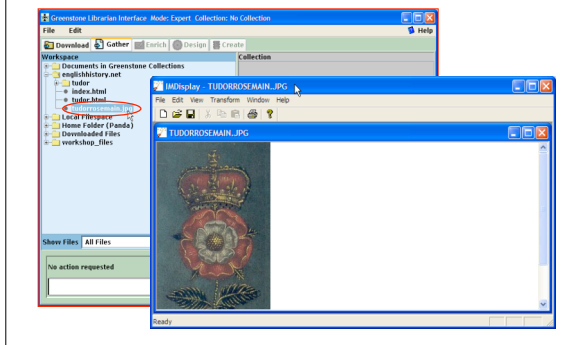 Greenstone Librarian Interface Mode: Expert Collection: No Collection
File Edit Help
Download Gather Enrich Design Create
Workspace
Collection
Documents in Greenstone Collections
englishhistory.net
tudor
index.html
tudor.html
tudorrosemain.jpg
Local Filespace
Home Folder (Panda)
Downloaded Files
workshop_files
Show Files All Files
No action requested
IMDisplay - TUDORROSEMAIN.JPG
File Edit View Transform Window Help
TUDORROSEMAIN.JPG
Ready